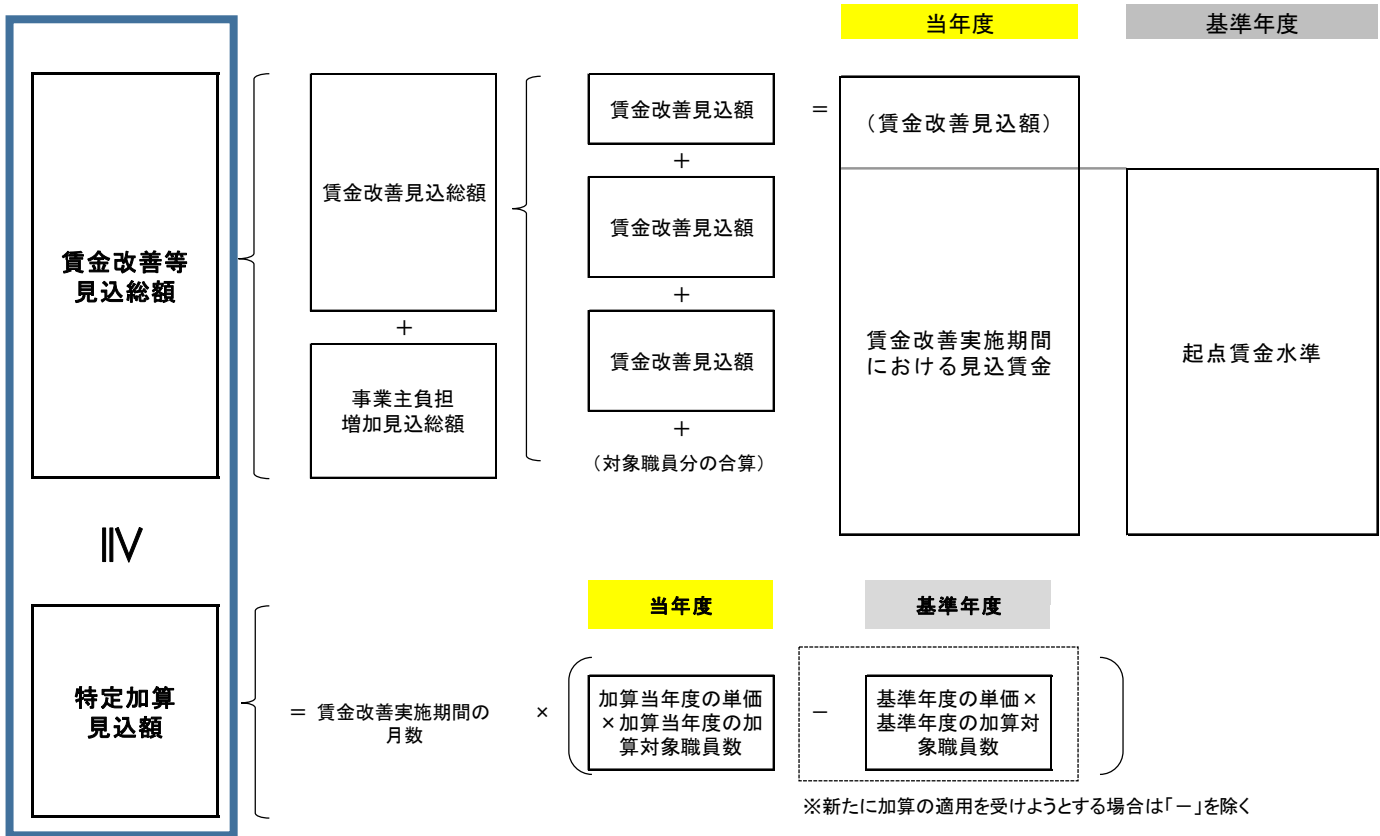 当年度
基準年度
賃金改善等
見込総額
賃金改善見込総額
+
事業主負担
増加見込総額
賃金改善見込額
+
賃金改善見込額
+
賃金改善見込額
+
（対象職員分の合算）
=
（賃金改善見込額）
賃金改善実施期間
における見込賃金
起点賃金水準
≧
特定加算
見込額
= 賃金改善実施期間の
月数
×
当年度
加算当年度の単価
×加算当年度の加
算対象職員数
－
基準年度
基準年度の単価×
基準年度の加算対
象職員数
※新たに加算の適用を受けようとする場合は「－」を除く